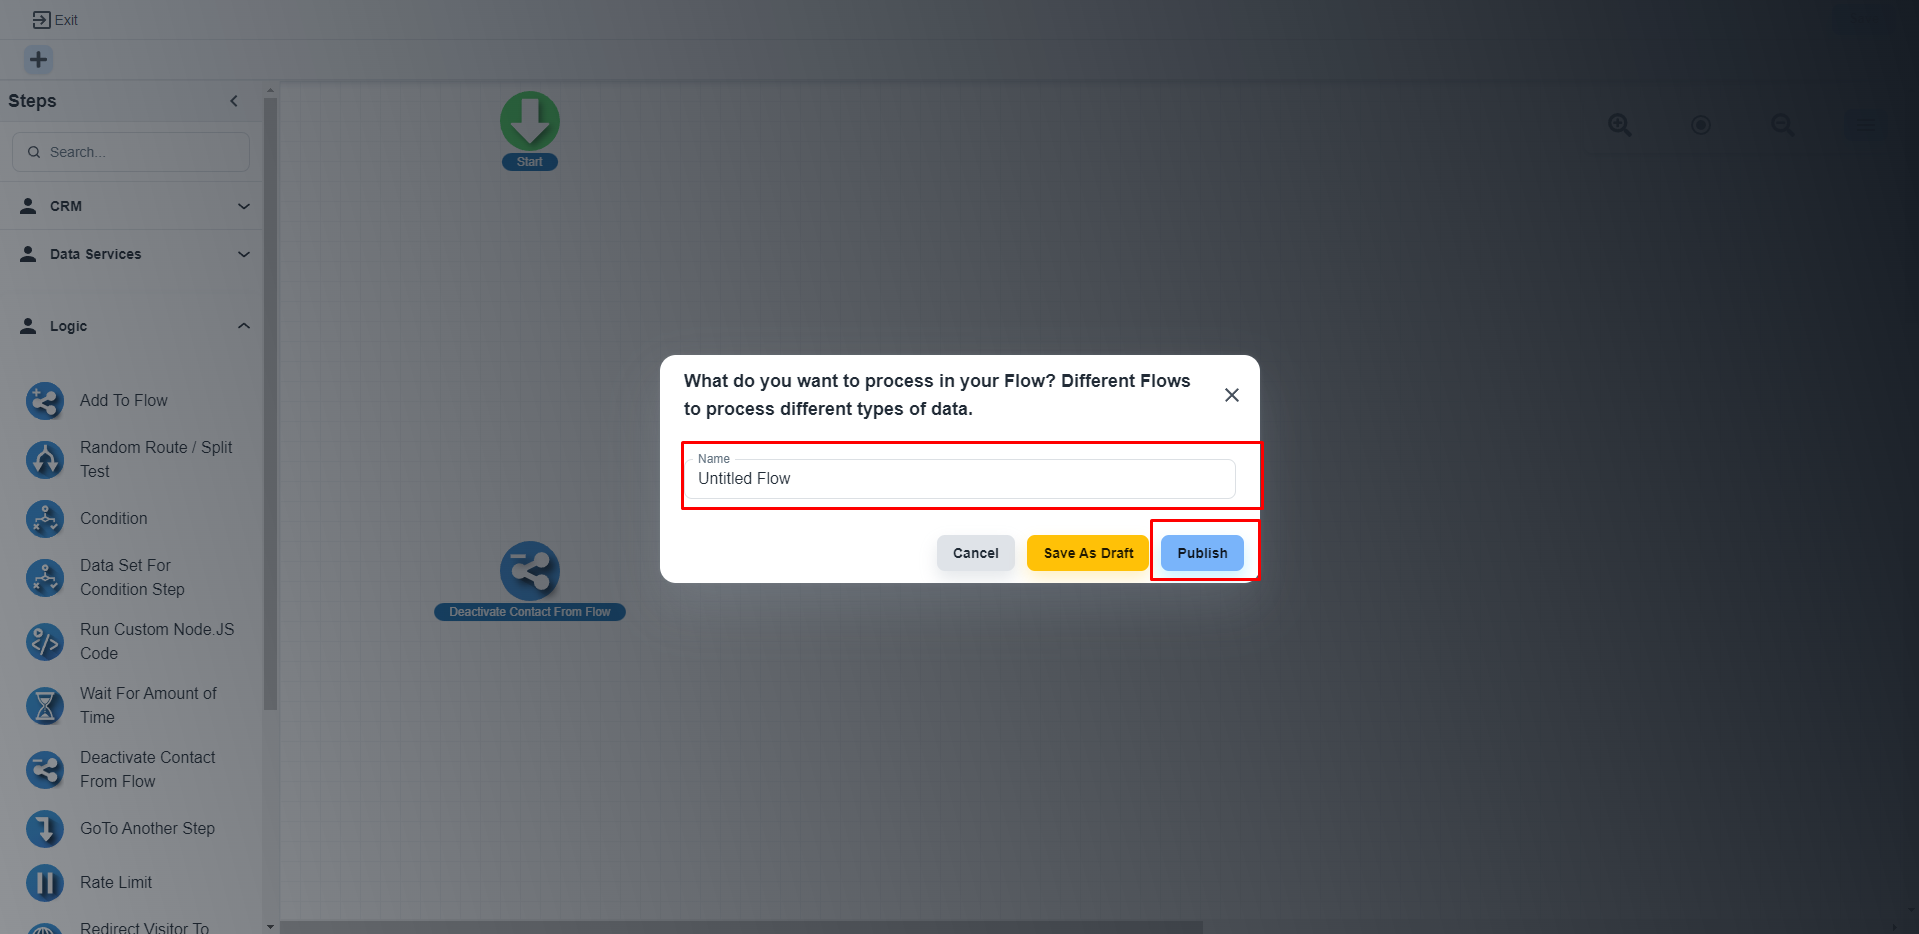 Exit
Steps
Search...
CRM
Data Services
Logic
Add To Flow
Random Route / Split
Test
Condition
Data Set For
Condition Step
Run Custom Node.JS
Code
Wait For Amount of
Time
Deactivate Contact
From Flow
GoTo Another Step
Rate Limit
Redirect Visitor To
Start
Deactivate Contact From Flow
What do you want to process in your Flow? Different Flows
to process different types of data.
Name
Untitled Flow
Cancel
Save As Draft
Publish